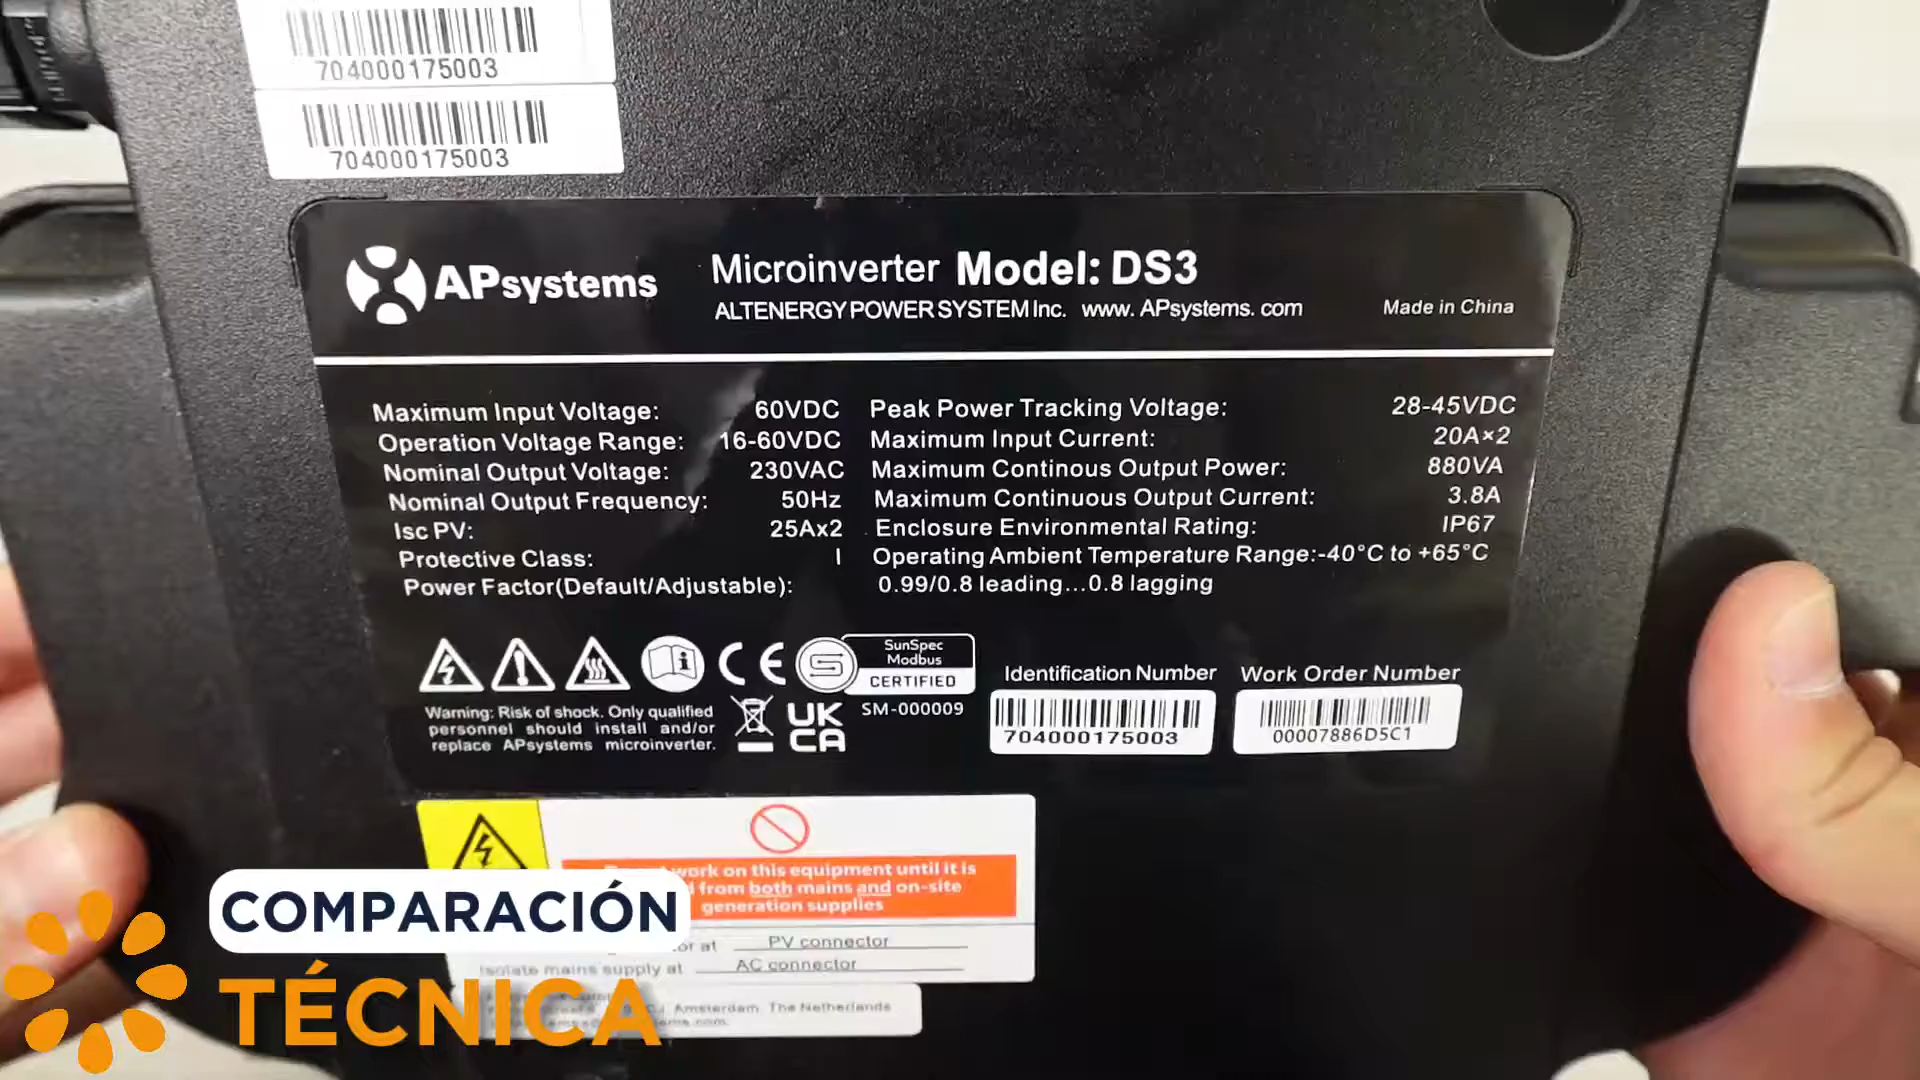 704000175003
704000175003
APsystems
Microinverter Model: DS3
ALTENERGY POWER SYSTEM Inc. www. APsystems. com
Made in China
Maximum Input Voltage: 60VDC
Operation Voltage Range: 16-60VDC
Nominal Output Voltage: 230VAC
Nominal Output Frequency: 50Hz
Isc PV: 25Ax2
Protective Class: I
Power Factor(Default/Adjustable): 0.99/0.8 leading...0.8 lagging
Peak Power Tracking Voltage: 28-45VDC
Maximum Input Current: 20A×2
Maximum Continous Output Power: 880VA
Maximum Continuous Output Current: 3.8A
Enclosure Environmental Rating: IP67
Operating Ambient Temperature Range:-40°C to +65°C
CE
SunSpec
Modbus
CERTIFIED
SM-000009
Warning: Risk of shock. Only qualified
personnel should install and/or
replace APsystems microinverter.
UK
CA
Identification Number
704000175003
Work Order Number
00007886D5C1
work on this equipment until it is
from both mains and on-site
generation supplies
at PV connector
Isolate mains supply at AC connector
Amsterdam, The Netherlands
COMPARACIÓN
TÉCNICA